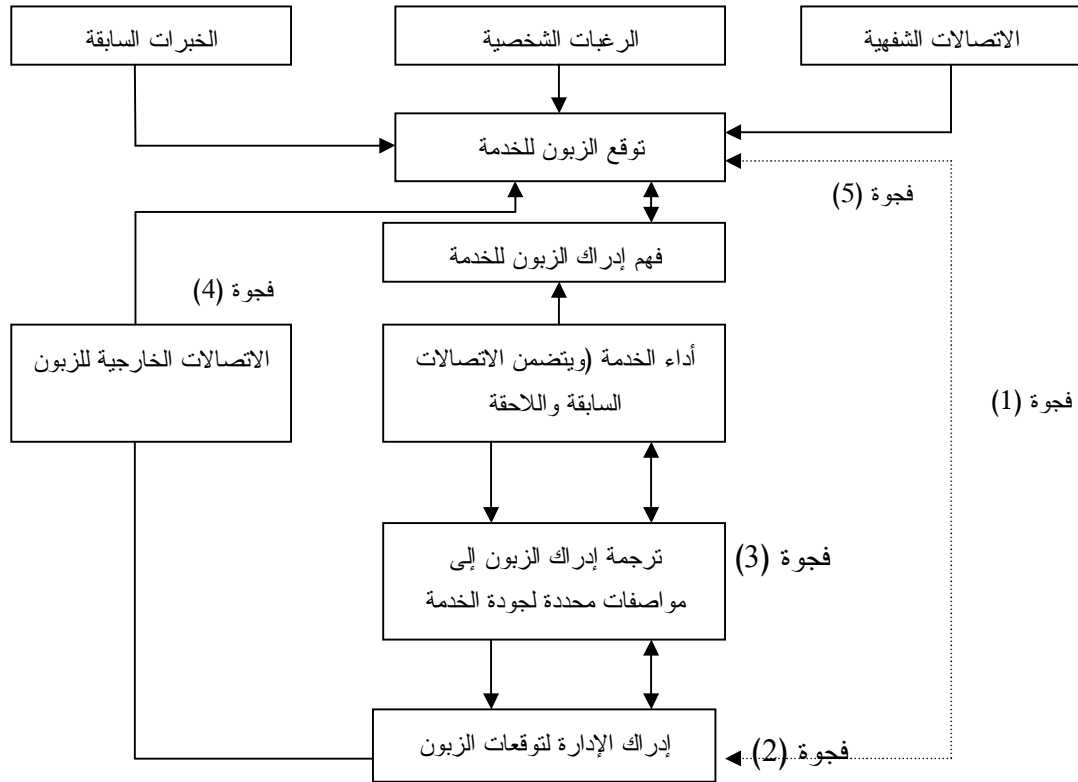 الاتصالات الشفهية
الرغبات الشخصية
الخبرات السابقة
توقع الزبون للخدمة
فجوة (5)
فهم إدراك الزبون للخدمة
فجوة (4)
أداء الخدمة (ويتضمن الاتصالات
السابقة واللاحقة
الاتصالات الخارجية للزبون
فجوة (1)
ترجمة إدراك الزبون إلى
مواصفات محددة لجودة الخدمة
فجوة (3)
إدراك الإدارة لتوقعات الزبون
فجوة (2)